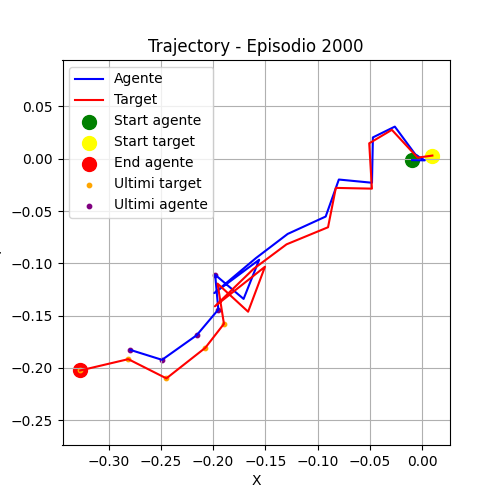 Trajectory - Episodio 2000
Agente
Target
Start agente
Start target
End agente
Ultimi target
Ultimi agente
0.05
0.00
−0.05
−0.10
−0.15
−0.20
−0.25
−0.30
−0.25
−0.20
−0.15
−0.10
−0.05
0.00
X